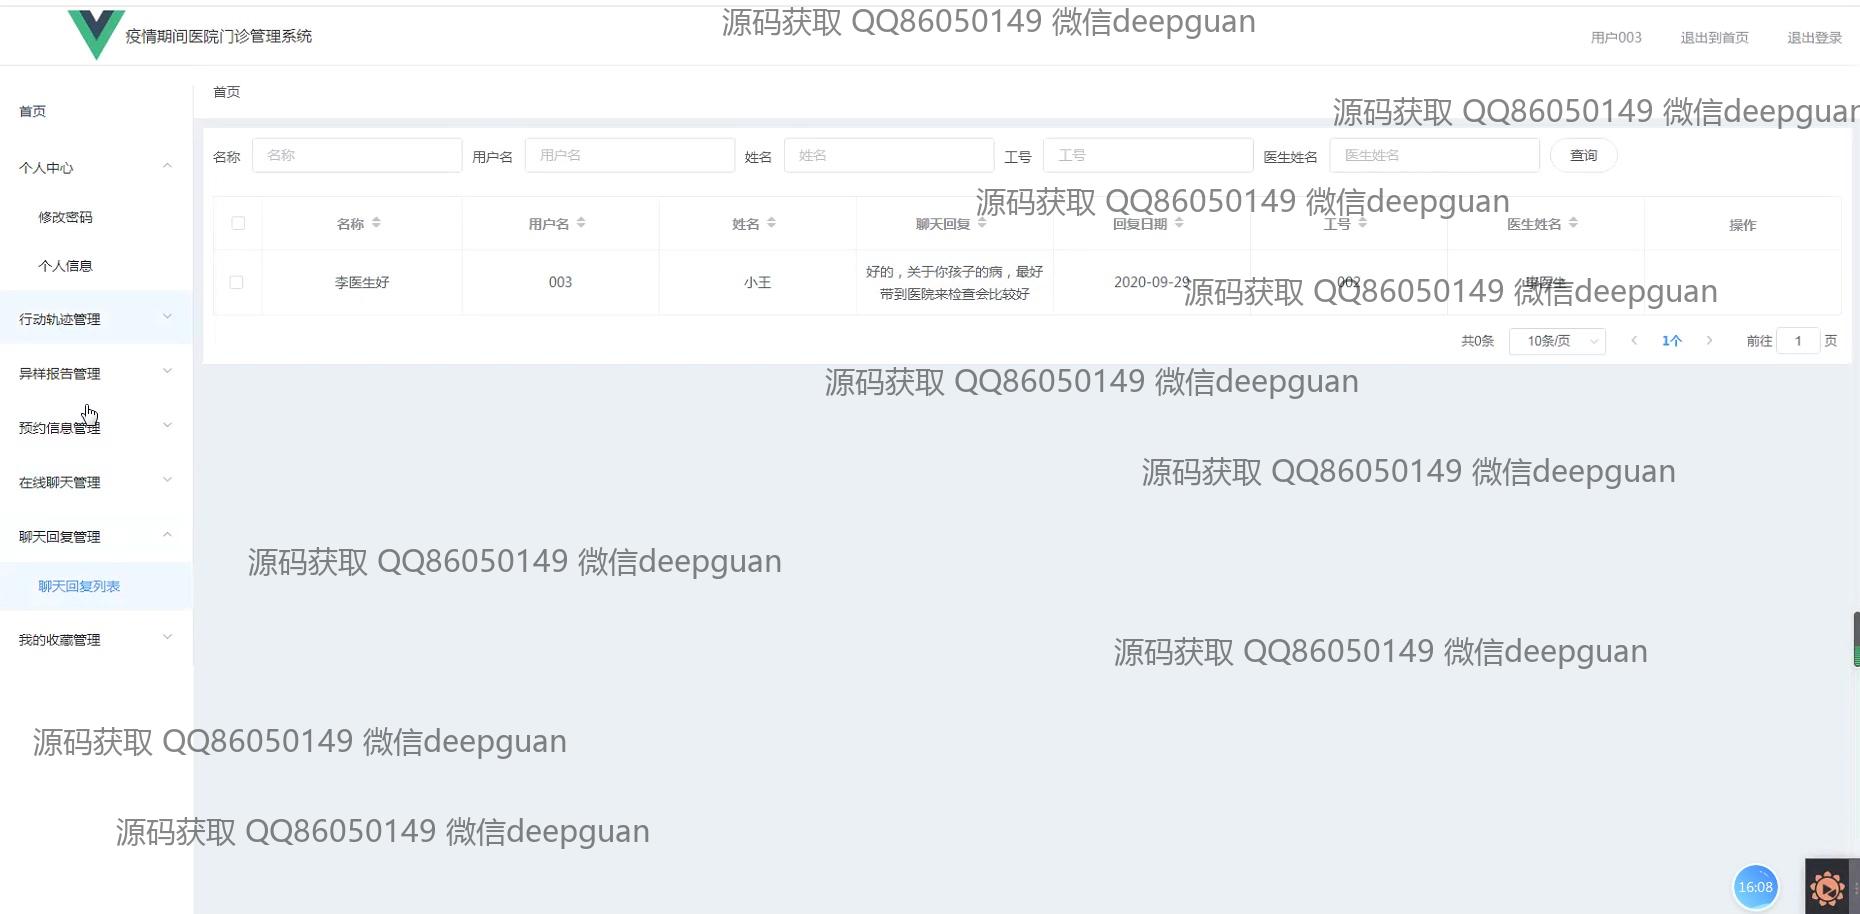 源码获取 QQ86050149 微信deepguan
疫情期间医院门诊管理系统
用户003
退出到首页
退出登录
首页
个人中心
修改密码
个人信息
行动轨迹管理
异样报告管理
预约信息管理
在线聊天管理
聊天回复管理
聊天回复列表
我的收藏管理
首页
源码获取 QQ86050149 微信deepguan
名称 名称 用户名 用户名 姓名 姓名 工号 工号 医生姓名 医生姓名 查询
源码获取 QQ86050149 微信deepguan
名称 用户名 姓名 聊天回复 回复日期 工号 医生姓名 操作
李医生好 003 小王 好的，关于你孩子的病，最好 2020-09-29 002
带到医院来检查会比较好
源码获取 QQ86050149 微信deepguan
共0条 10条/页 1个 前往 1 页
源码获取 QQ86050149 微信deepguan
源码获取 QQ86050149 微信deepguan
源码获取 QQ86050149 微信deepguan
源码获取 QQ86050149 微信deepguan
源码获取 QQ86050149 微信deepguan
源码获取 QQ86050149 微信deepguan
16:08